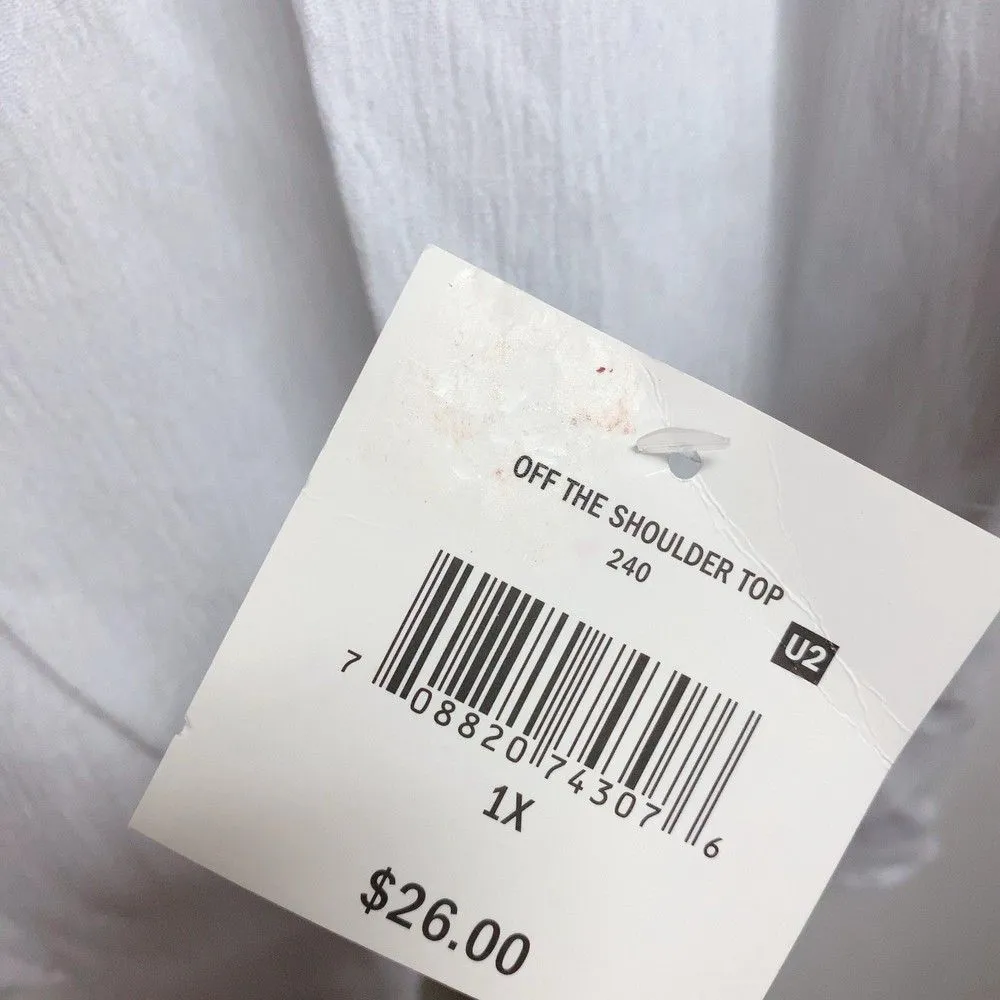 OFF THE SHOULDER TOP
240
U2
7 08820 74307 6
1X
$26.00